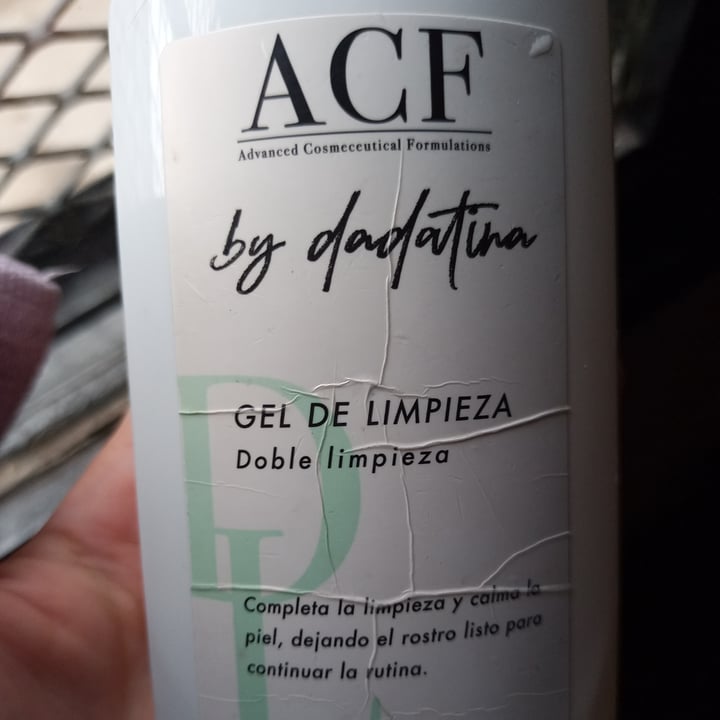 ACF
Advanced Cosmeceutical Formulations
by dadatina
DL
GEL DE LIMPIEZA
Doble limpieza
Completa la limpieza y calma la
piel, dejando el rostro listo para
continuar la rutina.